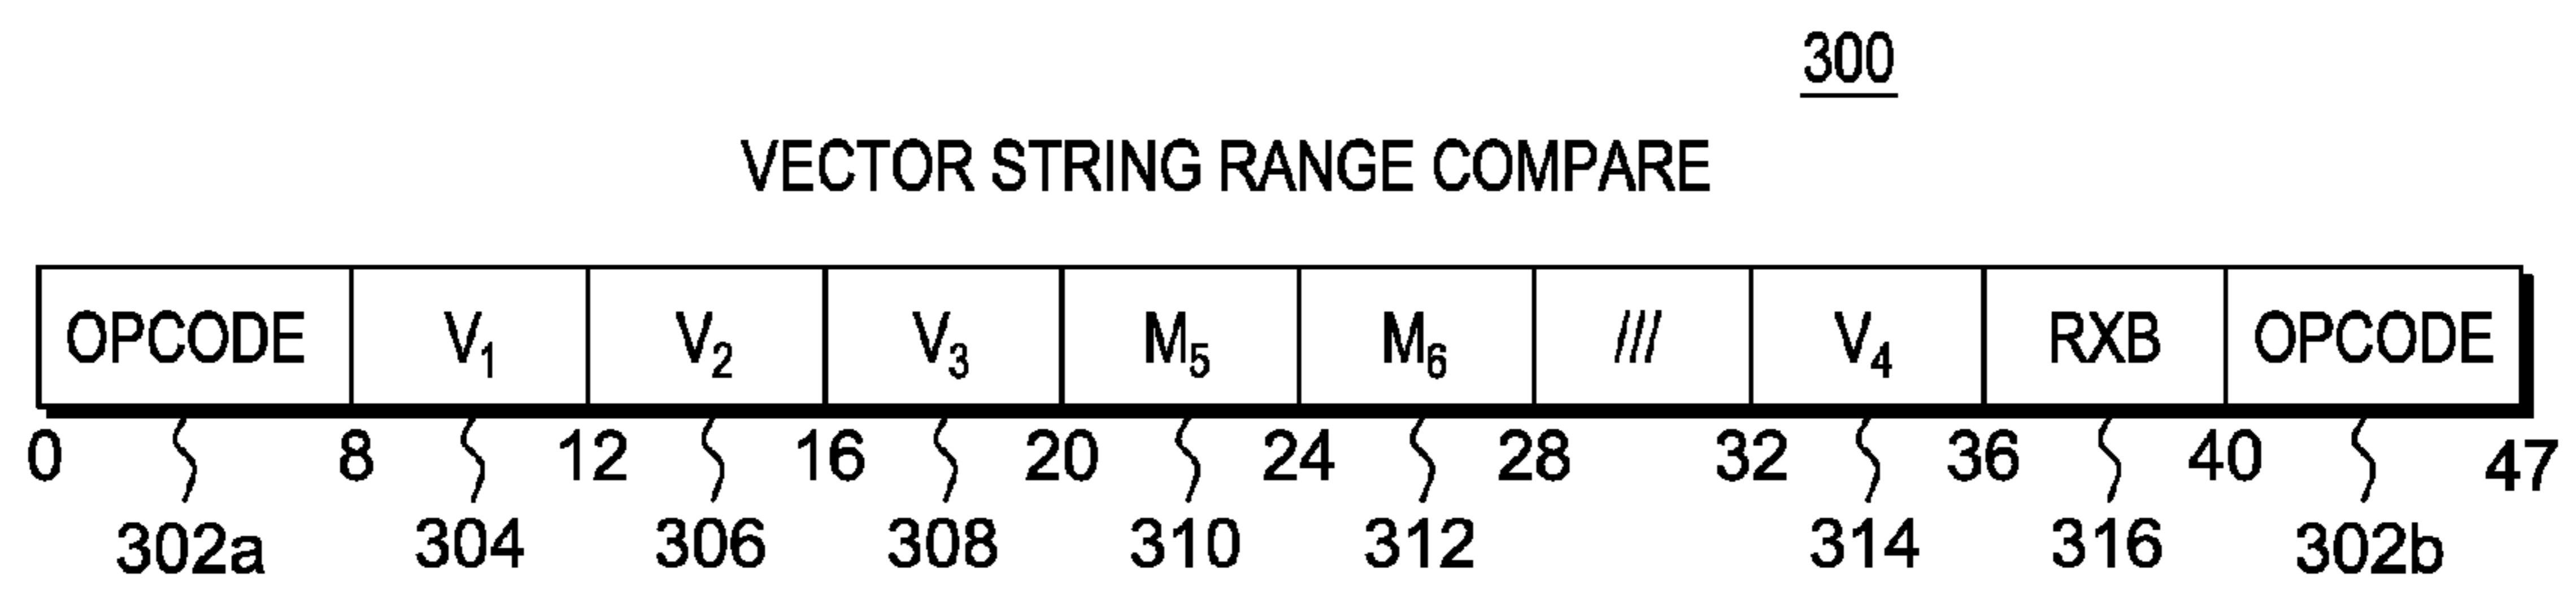 300
VECTOR STRING RANGE COMPARE
OPCODE V1 V2 V3 M5 M6 /// V4 RXB OPCODE
0 8 12 16 20 24 28 32 36 40 47
302a 304 306 308 310 312 314 316 302b